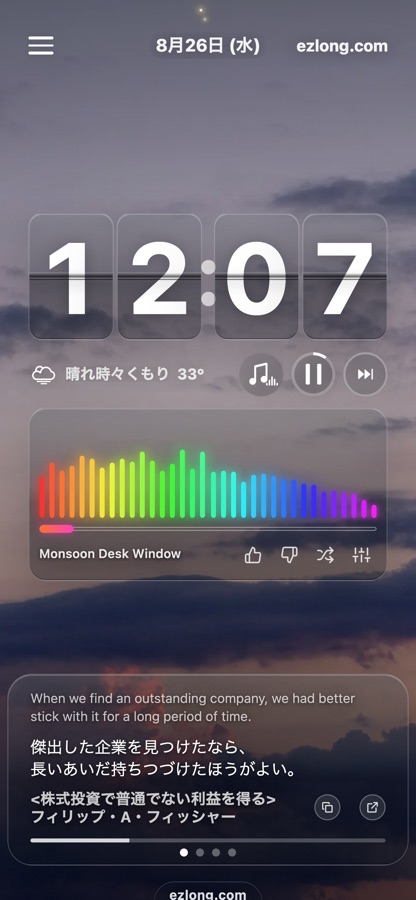 8月26日 (水)
ezlong.com
12:07
晴れ時々くもり 33°
Monsoon Desk Window
When we find an outstanding company, we had better
stick with it for a long period of time.
傑出した企業を見つけたなら、
長いあいだ持ちつづけたほうがよい。
<株式投資で普通でない利益を得る>
フィリップ・A・フィッシャー
ezlong.com